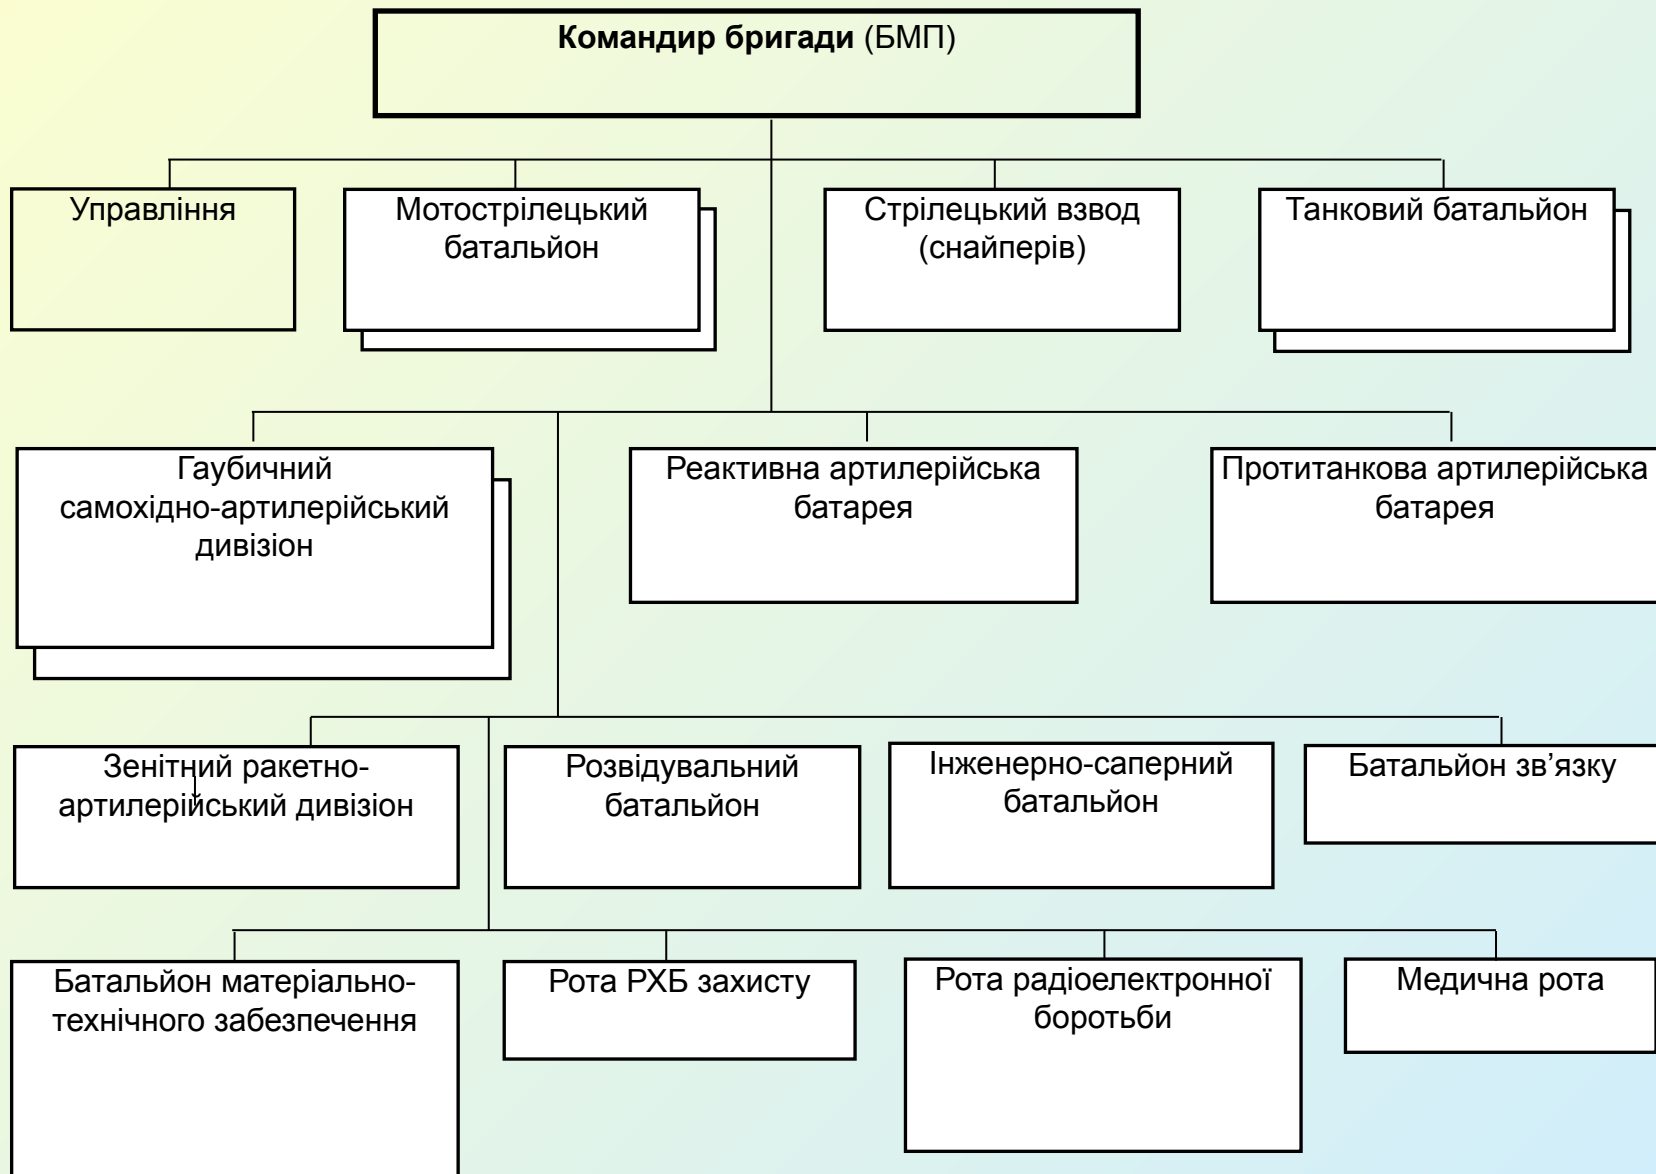 Командир бригади (БМП)
Управління
Мотострілецький
батальйон
Стрілецький взвод
(снайперів)
Танковий батальйон
Гаубичний
самохідно-артилерійський
дивізіон
Реактивна артилерійська
батарея
Протитанкова артилерійська
батарея
Зенітний ракетно-
артилерійський дивізіон
Розвідувальний
батальйон
Інженерно-саперний
батальйон
Батальйон зв’язку
Батальйон матеріально-
технічного забезпечення
Рота РХБ захисту
Рота радіоелектронної
боротьби
Медична рота